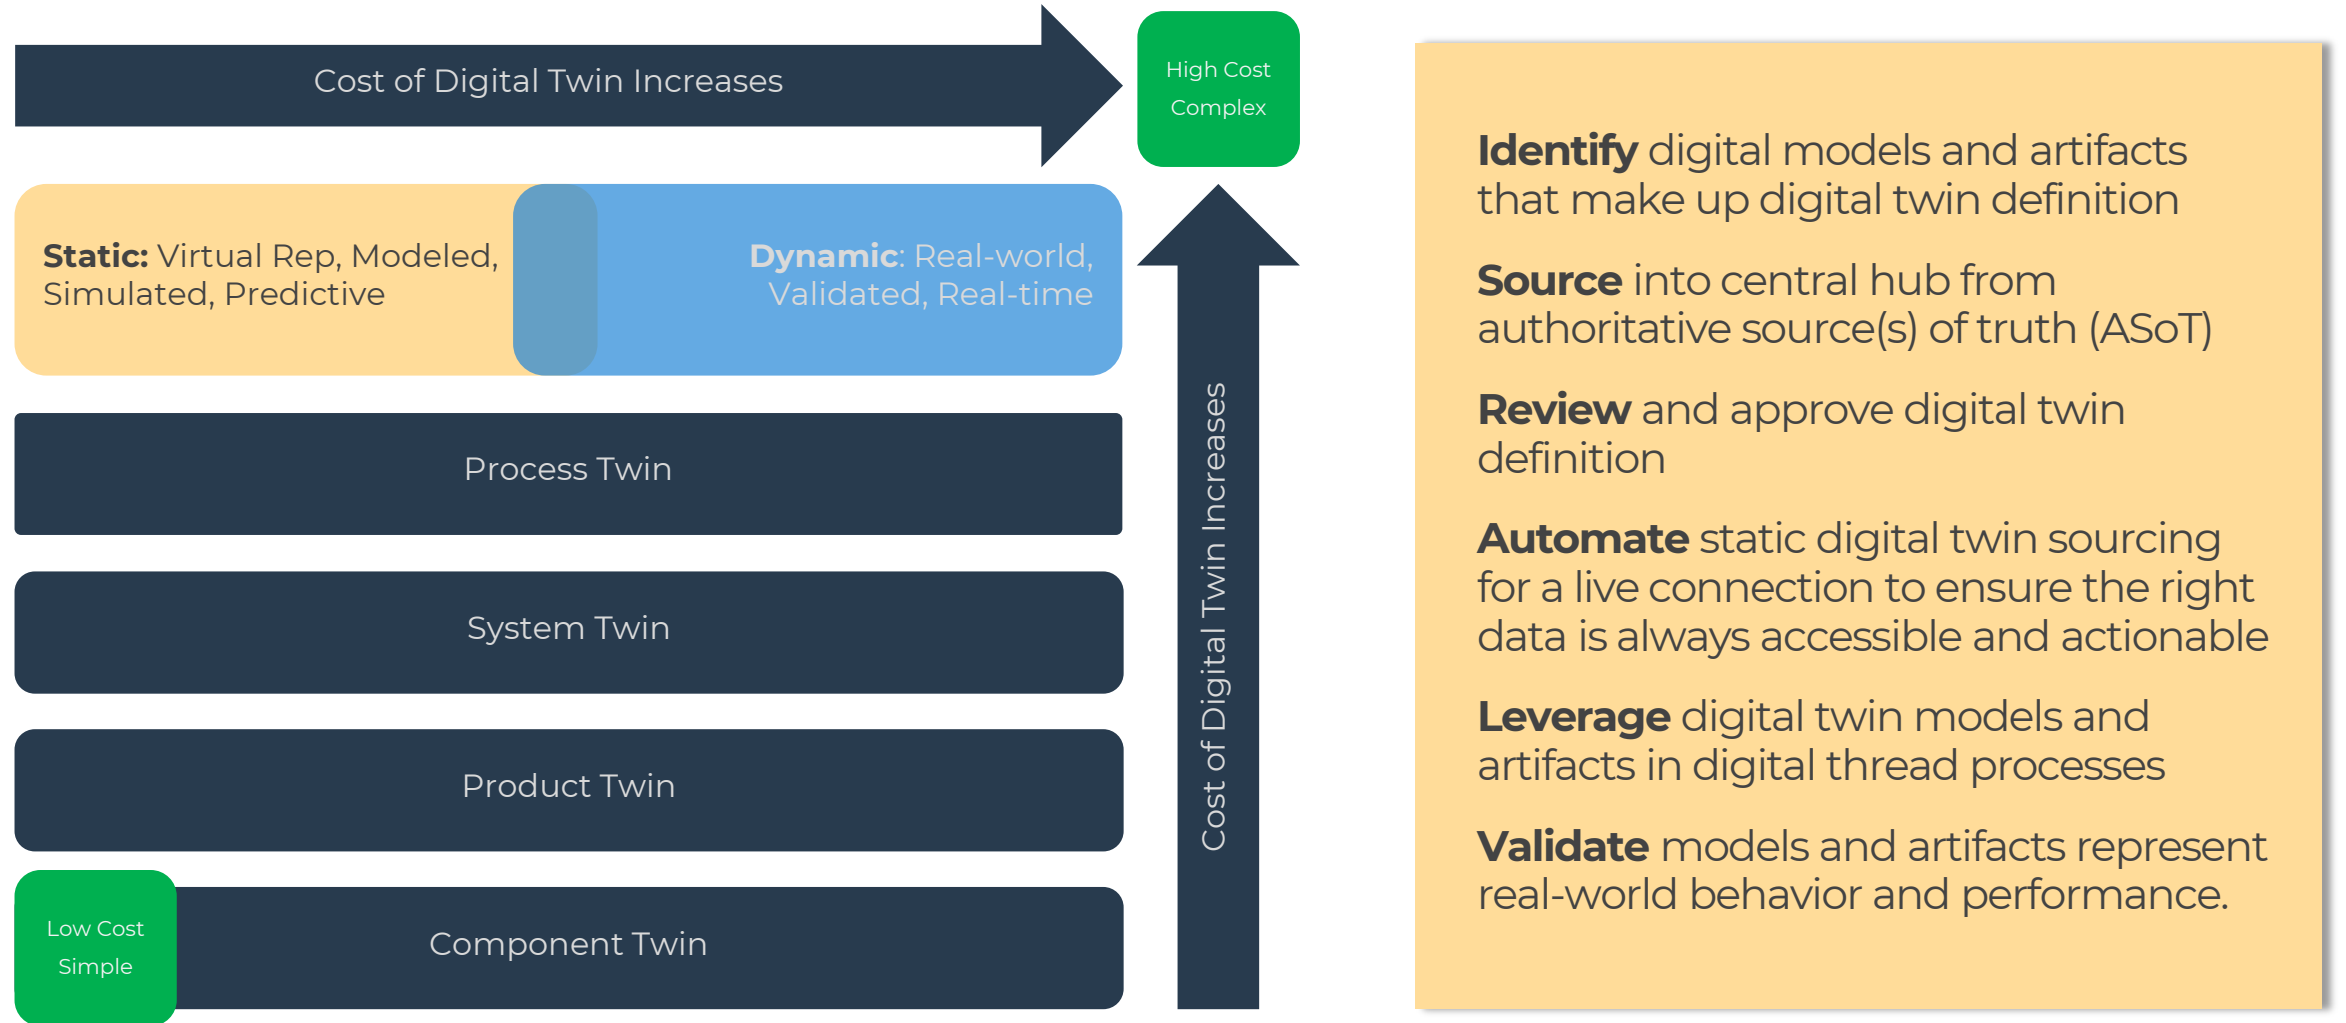 Cost of Digital Twin Increases
High Cost
Complex
Static: Virtual Rep, Modeled,
Simulated, Predictive
Dynamic: Real-world,
Validated, Real-time
Process Twin
System Twin
Product Twin
Low Cost
Simple
Component Twin
Cost of Digital Twin Increases
Identify digital models and artifacts
that make up digital twin definition
Source into central hub from
authoritative source(s) of truth (ASoT)
Review and approve digital twin
definition
Automate static digital twin sourcing
for a live connection to ensure the right
data is always accessible and actionable
Leverage digital twin models and
artifacts in digital thread processes
Validate models and artifacts represent
real-world behavior and performance.